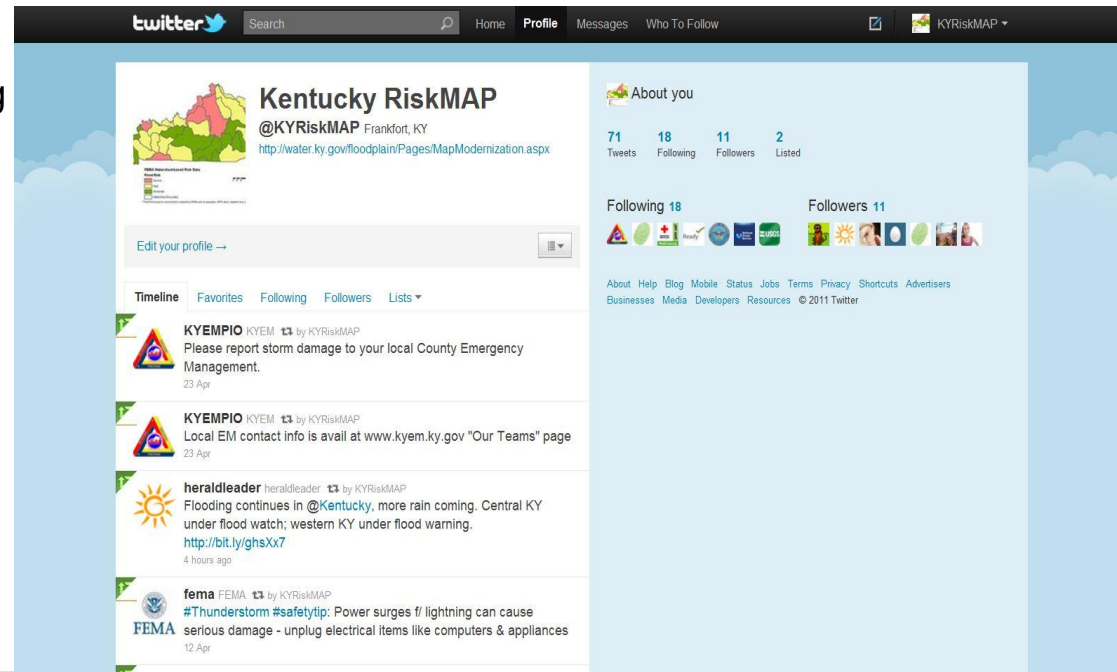 g
twitter Search Home Profile Messages Who To Follow KYRiskMAP
Kentucky RiskMAP
@KYRiskMAP Frankfort, KY
http://water.ky.gov/floodplain/Pages/MapModernization.aspx
Edit your profile →
Timeline Favorites Following Followers Lists
KYEMPIO KYEM by KYRiskMAP
Please report storm damage to your local County Emergency
Management.
23 Apr
KYEMPIO KYEM by KYRiskMAP
Local EM contact info is avail at www.kyem.ky.gov "Our Teams" page
23 Apr
heraldleader heraldleader by KYRiskMAP
Flooding continues in @Kentucky, more rain coming. Central KY
under flood watch; western KY under flood warning.
http://bit.ly/ghsXx7
4 hours ago
FEMA
fema FEMA by KYRiskMAP
#Thunderstorm #safetytip: Power surges f/ lightning can cause
serious damage - unplug electrical items like computers & appliances
12 Apr
About you
71 18 11 2
Tweets Following Followers Listed
Following 18 Followers 11
Ready
USGS
About Help Blog Mobile Status Jobs Terms Privacy Shortcuts Advertisers
Businesses Media Developers Resources © 2011 Twitter